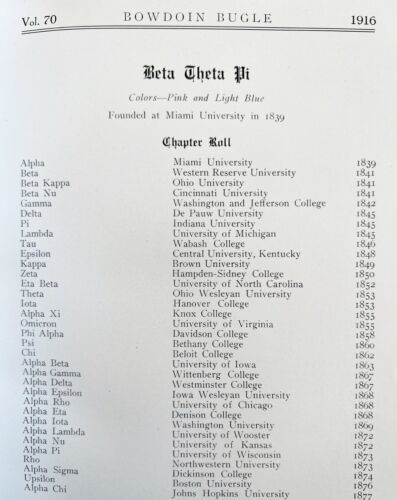 Vol. 70 BOWDOIN BUGLE 1916
Beta Theta Pi
Colors—Pink and Light Blue
Founded at Miami University in 1839
Chapter Roll
Alpha Miami University 1839
Beta Western Reserve University 1841
Beta Kappa Ohio University 1841
Beta Nu Cincinnati University 1841
Gamma Washington and Jefferson College 1842
Delta De Pauw University 1845
Pi Indiana University 1845
Lambda University of Michigan 1845
Tau Wabash College 1846
Epsilon Central University, Kentucky 1848
Kappa Brown University 1849
Zeta Hampden-Sidney College 1850
Eta Beta University of North Carolina 1852
Theta Ohio Wesleyan University 1853
Iota Hanover College 1853
Alpha Xi Knox College 1855
Omicron University of Virginia 1855
Phi Alpha Davidson College 1858
Psi Bethany College 1860
Chi Beloit College 1862
Alpha Beta University of Iowa 1863
Alpha Gamma Wittenberg College 1867
Alpha Delta Westminster College 1867
Alpha Epsilon Iowa Wesleyan University 1868
Alpha Rho University of Chicago 1868
Alpha Eta Denison College 1868
Alpha Iota Washington University 1869
Alpha Lambda University of Wooster 1872
Alpha Nu University of Kansas 1872
Alpha Pi University of Wisconsin 1873
Rho Northwestern University 1873
Alpha Sigma Dickinson College 1874
Upsilon Boston University 1876
Alpha Chi Johns Hopkins University 1877